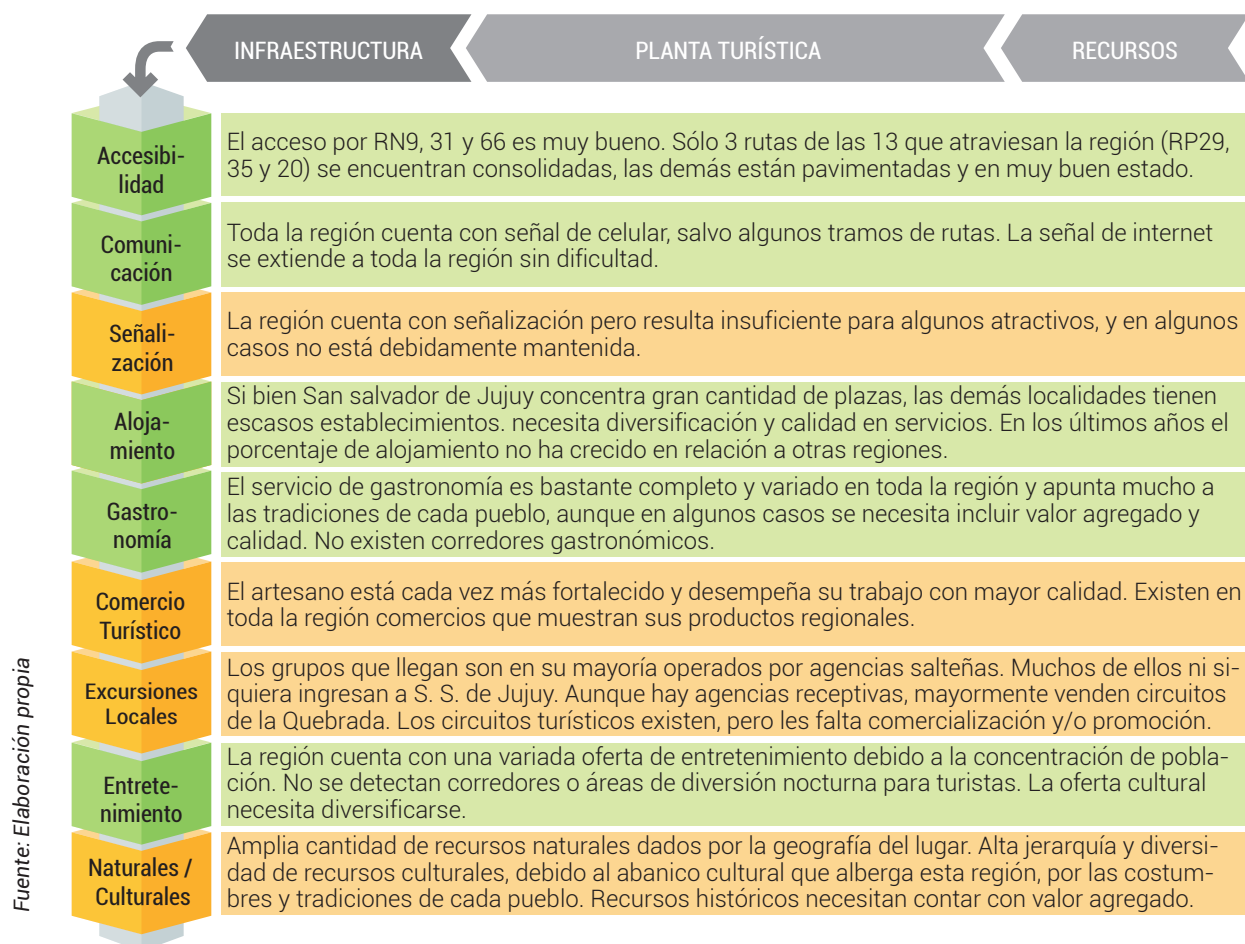 INFRAESTRUCTURA
PLANTA TURÍSTICA
RECURSOS
Accesibi-
lidad
El acceso por RN9, 31 y 66 es muy bueno. Sólo 3 rutas de las 13 que atraviesan la región (RP29,
35 y 20) se encuentran consolidadas, las demás están pavimentadas y en muy buen estado.
Comuni-
cación
Toda la región cuenta con señal de celular, salvo algunos tramos de rutas. La señal de internet
se extiende a toda la región sin dificultad.
Señali-
zación
La región cuenta con señalización pero resulta insuficiente para algunos atractivos, y en algunos
casos no está debidamente mantenida.
Aloja-
miento
Si bien San salvador de Jujuy concentra gran cantidad de plazas, las demás localidades tienen
escasos establecimientos. necesita diversificación y calidad en servicios. En los últimos años el
porcentaje de alojamiento no ha crecido en relación a otras regiones.
Gastro-
nomía
El servicio de gastronomía es bastante completo y variado en toda la región y apunta mucho a
las tradiciones de cada pueblo, aunque en algunos casos se necesita incluir valor agregado y
calidad. No existen corredores gastronómicos.
Comercio
Turístico
El artesano está cada vez más fortalecido y desempeña su trabajo con mayor calidad. Existen en
toda la región comercios que muestran sus productos regionales.
Excursiones
Locales
Los grupos que llegan son en su mayoría operados por agencias salteñas. Muchos de ellos ni si-
quiera ingresan a S. S. de Jujuy. Aunque hay agencias receptivas, mayormente venden circuitos
de la Quebrada. Los circuitos turísticos existen, pero les falta comercialización y/o promoción.
Entrete-
nimiento
La región cuenta con una variada oferta de entretenimiento debido a la concentración de pobla-
ción. No se detectan corredores o áreas de diversión nocturna para turistas. La oferta cultural
necesita diversificarse.
Naturales /
Culturales
Amplia cantidad de recursos naturales dados por la geografía del lugar. Alta jerarquía y diversi-
dad de recursos culturales, debido al abanico cultural que alberga esta región, por las costum-
bres y tradiciones de cada pueblo. Recursos históricos necesitan contar con valor agregado.
Fuente: Elaboración propia